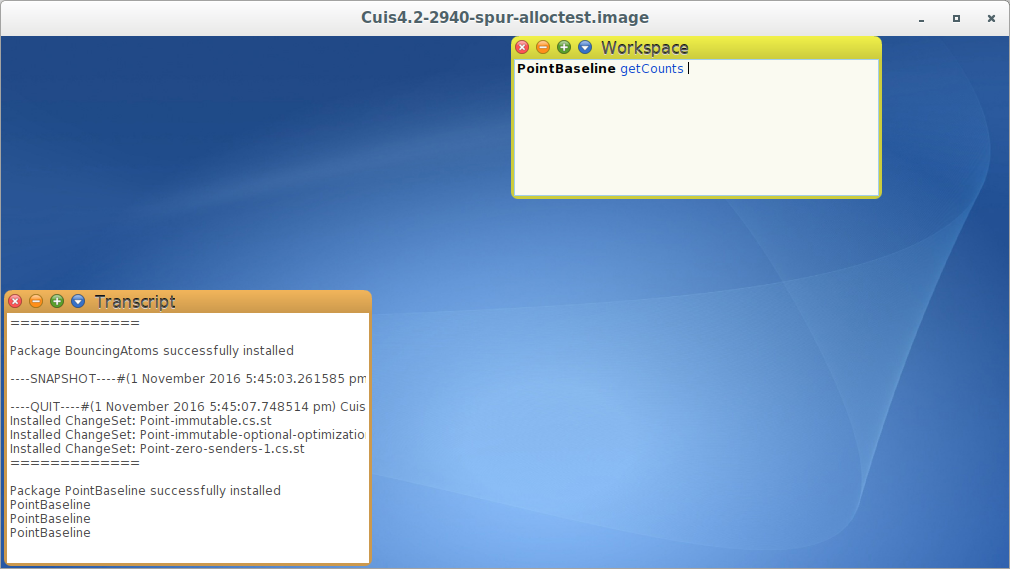 Cuis4.2-2940-spur-alloctest.image
Workspace
PointBaseline getCounts
Transcript
=============
Package BouncingAtoms successfully installed
----SNAPSHOT----#(1 November 2016 5:45:03.261585 pm
----QUIT----#(1 November 2016 5:45:07.748514 pm) Cuis
Installed ChangeSet: Point-immutable.cs.st
Installed ChangeSet: Point-immutable-optional-optimizatio
Installed ChangeSet: Point-zero-senders-1.cs.st
=============
Package PointBaseline successfully installed
PointBaseline
PointBaseline
PointBaseline